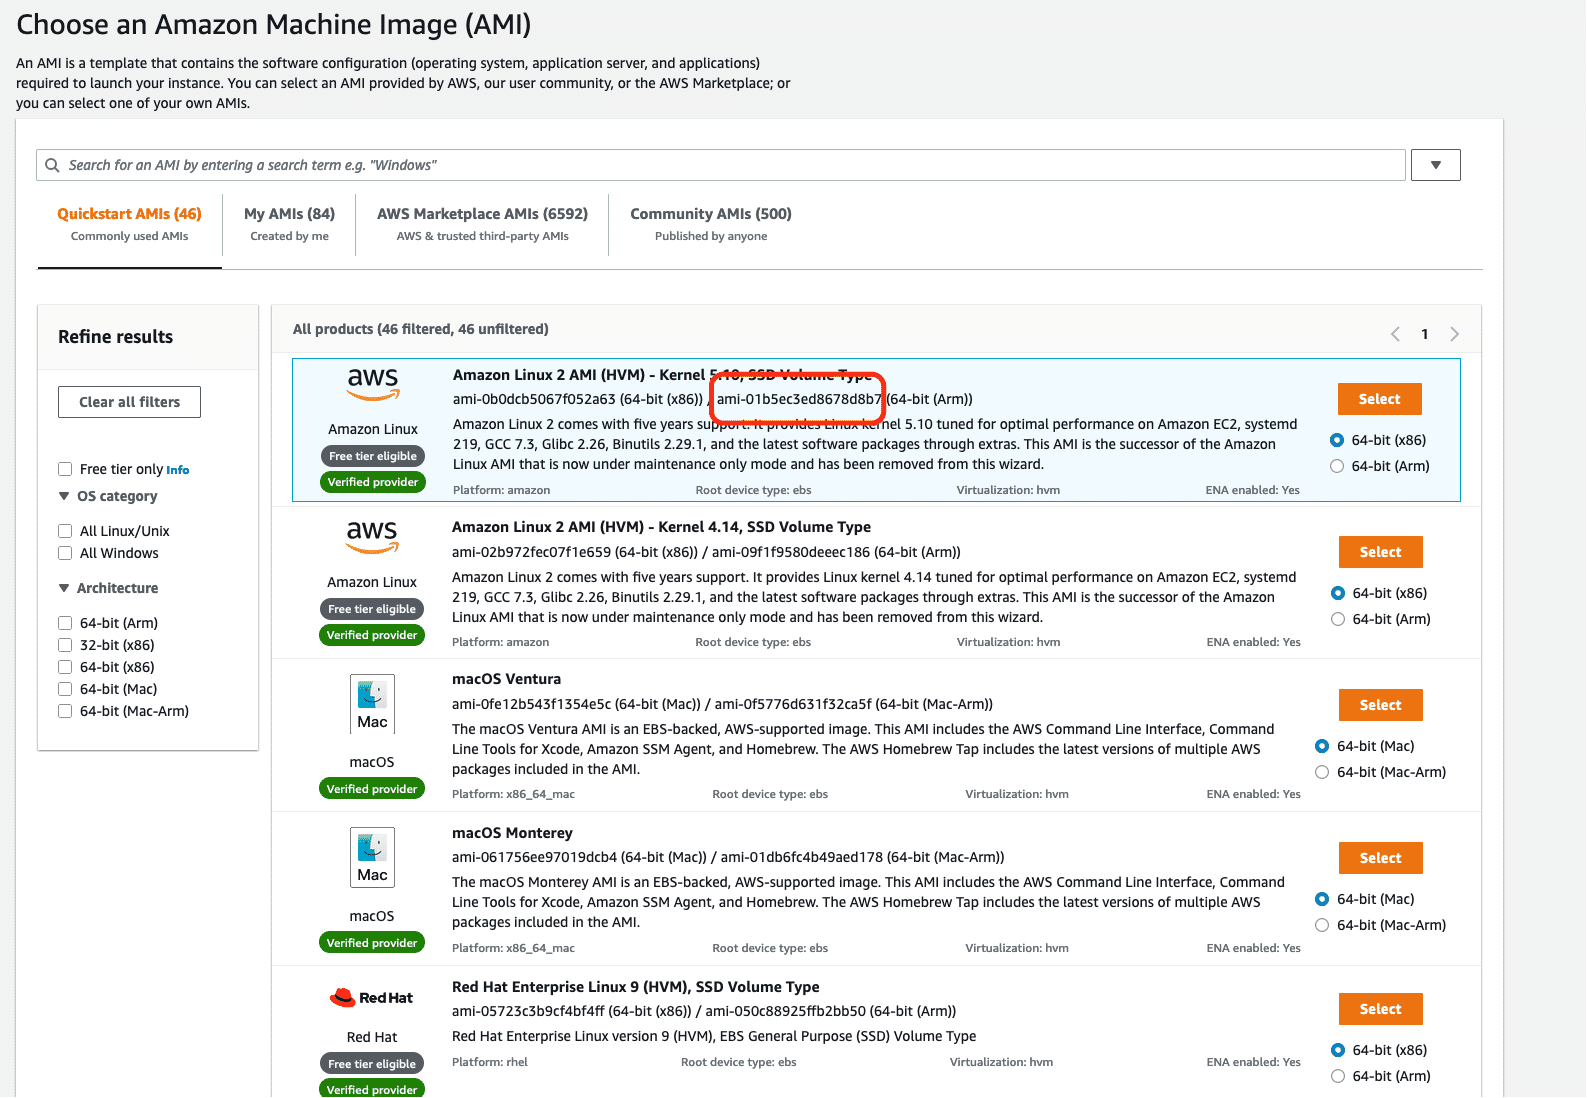 Choose an Amazon Machine Image (AMI)
An AMI is a template that contains the software configuration (operating system, application server, and applications)
required to launch your instance. You can select an AMI provided by AWS, our user community, or the AWS Marketplace; or
you can select one of your own AMIs.
Search for an AMI by entering a search term e.g. "Windows"
Quickstart AMIs (46)
Commonly used AMIs
My AMIs (84)
Created by me
AWS Marketplace AMIs (6592)
AWS & trusted third-party AMIs
Community AMIs (500)
Published by anyone
Refine results
Clear all filters
Free tier only Info
OS category
All Linux/Unix
All Windows
Architecture
64-bit (Arm)
32-bit (x86)
64-bit (x86)
64-bit (Mac)
64-bit (Mac-Arm)
All products (46 filtered, 46 unfiltered)
1
aws
Amazon Linux
Free tier eligible
Verified provider
Amazon Linux 2 AMI (HVM) - Kernel 5.10, SSD Volume Type
ami-0b0dcb5067f052a63 (64-bit (x86)) / ami-01b5ec3ed8678d8b7 (64-bit (Arm))
Amazon Linux 2 comes with five years support. It provides Linux kernel 5.10 tuned for optimal performance on Amazon EC2, systemd
219, GCC 7.3, Glibc 2.26, Binutils 2.29.1, and the latest software packages through extras. This AMI is the successor of the Amazon
Linux AMI that is now under maintenance only mode and has been removed from this wizard.
Platform: amazon Root device type: ebs Virtualization: hvm ENA enabled: Yes
Select
64-bit (x86)
64-bit (Arm)
aws
Amazon Linux
Free tier eligible
Verified provider
Amazon Linux 2 AMI (HVM) - Kernel 4.14, SSD Volume Type
ami-02b972fec07f1e659 (64-bit (x86)) / ami-09f1f9580deeec186 (64-bit (Arm))
Amazon Linux 2 comes with five years support. It provides Linux kernel 4.14 tuned for optimal performance on Amazon EC2, systemd
219, GCC 7.3, Glibc 2.26, Binutils 2.29.1, and the latest software packages through extras. This AMI is the successor of the Amazon
Linux AMI that is now under maintenance only mode and has been removed from this wizard.
Platform: amazon Root device type: ebs Virtualization: hvm ENA enabled: Yes
Select
64-bit (x86)
64-bit (Arm)
Mac
macOS
Verified provider
macOS Ventura
ami-0fe12b543f1354e5c (64-bit (Mac)) / ami-0f5776d631f32ca5f (64-bit (Mac-Arm))
The macOS Ventura AMI is an EBS-backed, AWS-supported image. This AMI includes the AWS Command Line Interface, Command
Line Tools for Xcode, Amazon SSM Agent, and Homebrew. The AWS Homebrew Tap includes the latest versions of multiple AWS
packages included in the AMI.
Platform: x86_64_mac Root device type: ebs Virtualization: hvm ENA enabled: Yes
Select
64-bit (Mac)
64-bit (Mac-Arm)
Mac
macOS
Verified provider
macOS Monterey
ami-061756ee97019dcb4 (64-bit (Mac)) / ami-01db6fc4b49aed178 (64-bit (Mac-Arm))
The macOS Monterey AMI is an EBS-backed, AWS-supported image. This AMI includes the AWS Command Line Interface, Command
Line Tools for Xcode, Amazon SSM Agent, and Homebrew. The AWS Homebrew Tap includes the latest versions of multiple AWS
packages included in the AMI.
Platform: x86_64_mac Root device type: ebs Virtualization: hvm ENA enabled: Yes
Select
64-bit (Mac)
64-bit (Mac-Arm)
Red Hat
Red Hat
Free tier eligible
Verified provider
Red Hat Enterprise Linux 9 (HVM), SSD Volume Type
ami-05723c3b9cf4bf4ff (64-bit (x86)) / ami-050c88925ffb2bb50 (64-bit (Arm))
Red Hat Enterprise Linux version 9 (HVM), EBS General Purpose (SSD) Volume Type
Platform: rhel Root device type: ebs Virtualization: hvm ENA enabled: Yes
Select
64-bit (x86)
64-bit (Arm)